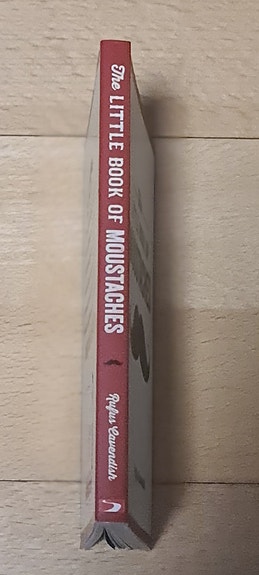 The LITTLE BOOK OF MOUSTACHES
Rufus Cavendish